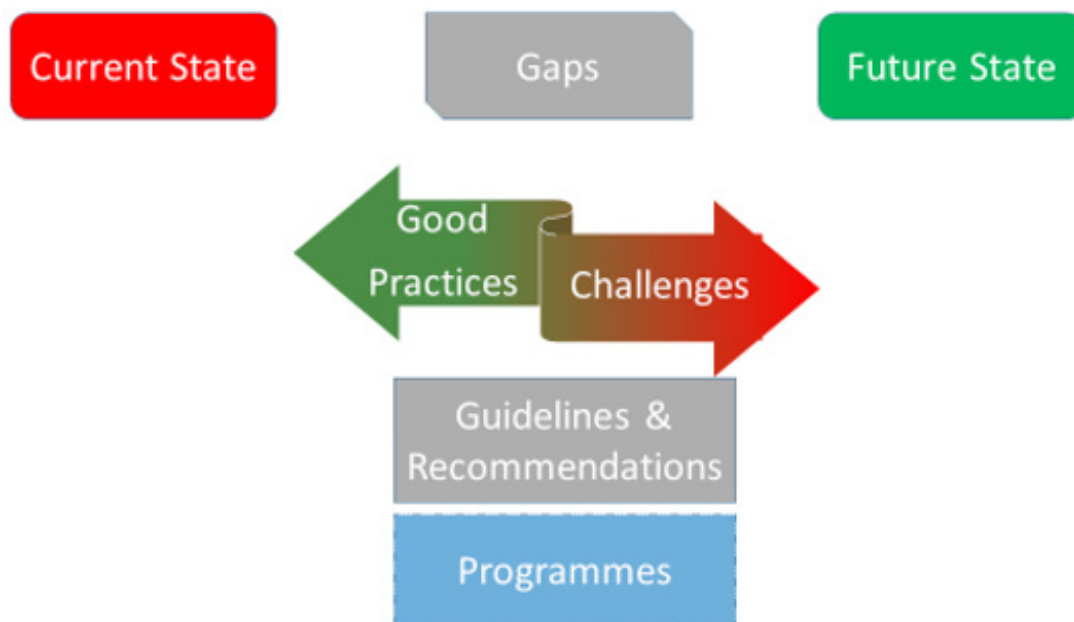 Current State
Gaps
Future State
Good
Practices
Challenges
Guidelines &
Recommendations
Programmes